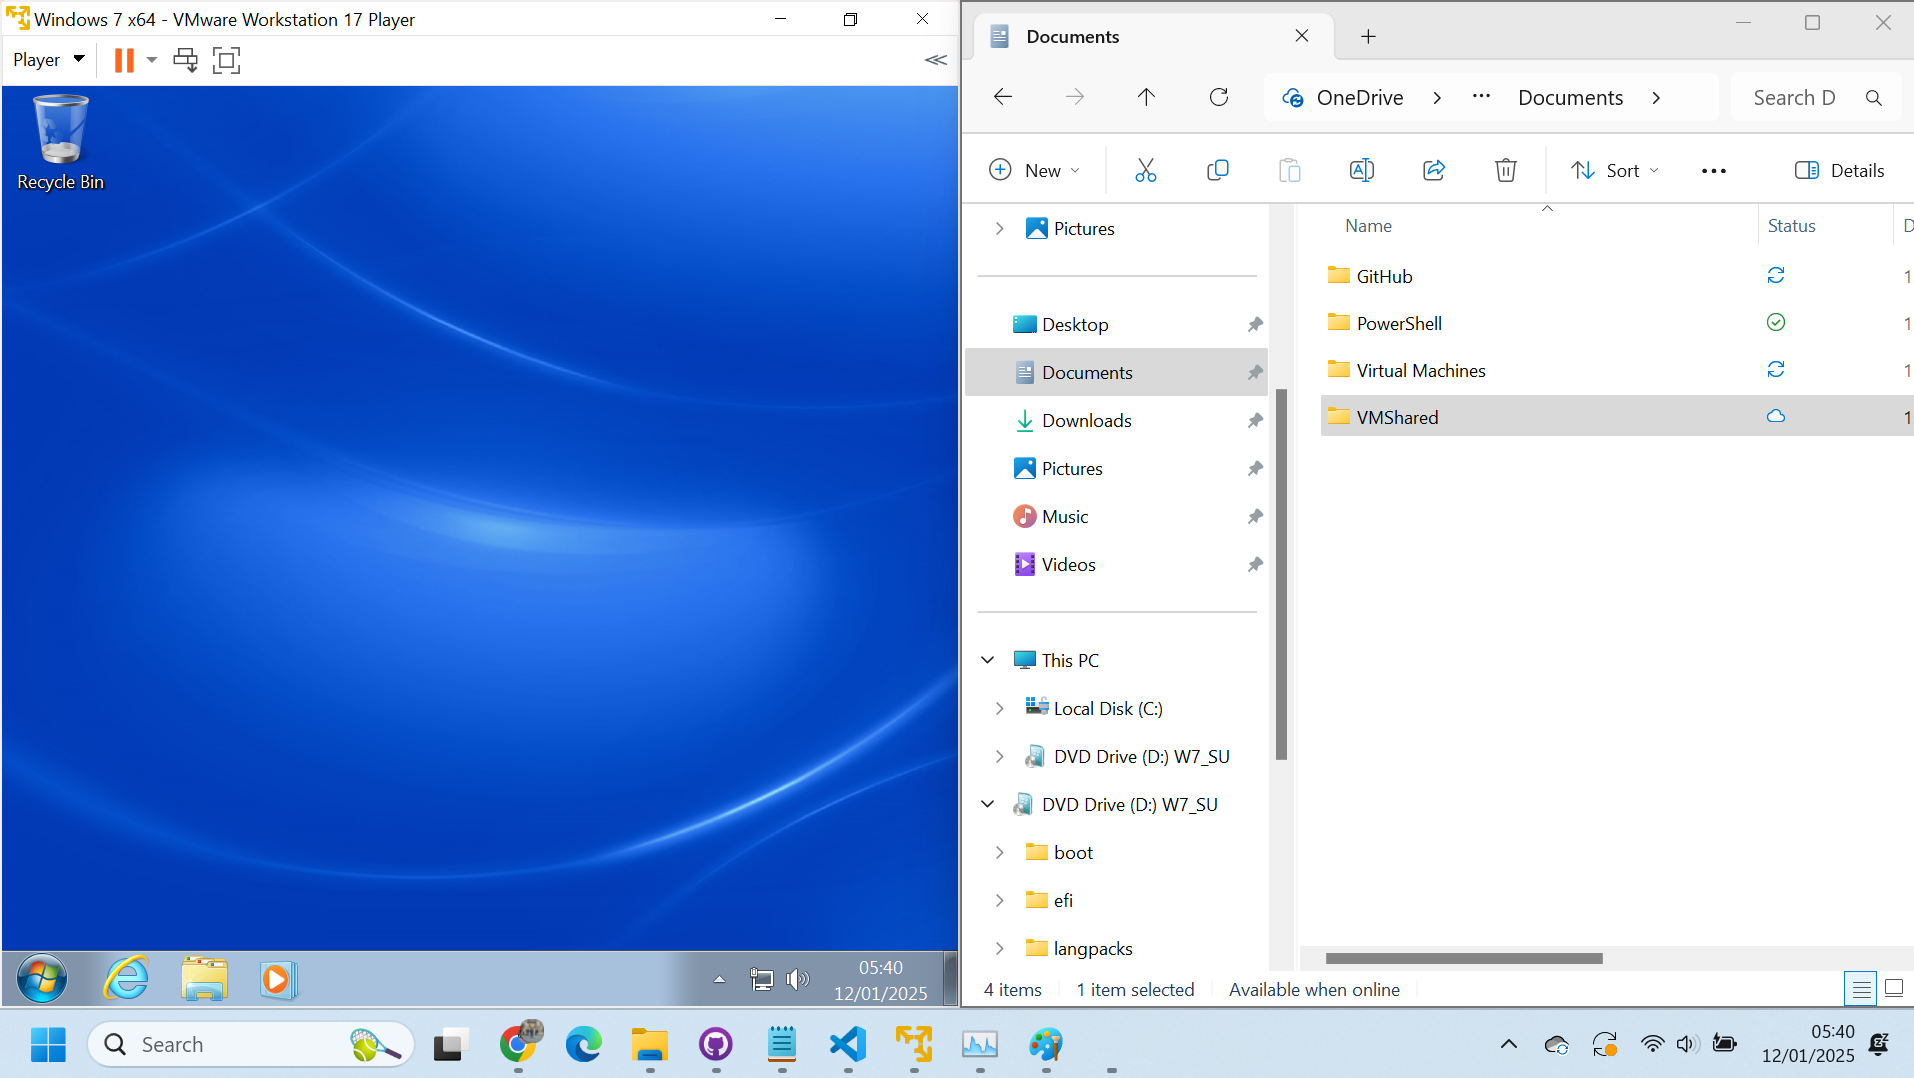 Windows 7 x64 - VMware Workstation 17 Player
Player
Recycle Bin
05:40
12/01/2025
Documents
OneDrive
Documents
Search D
New
Sort
Details
Pictures
Desktop
Documents
Downloads
Pictures
Music
Videos
This PC
Local Disk (C:)
DVD Drive (D:) W7_SU
DVD Drive (D:) W7_SU
boot
efi
langpacks
Name Status D
GitHub 1
PowerShell 1
Virtual Machines 1
VMShared 1
4 items 1 item selected Available when online
Search
05:40
12/01/2025